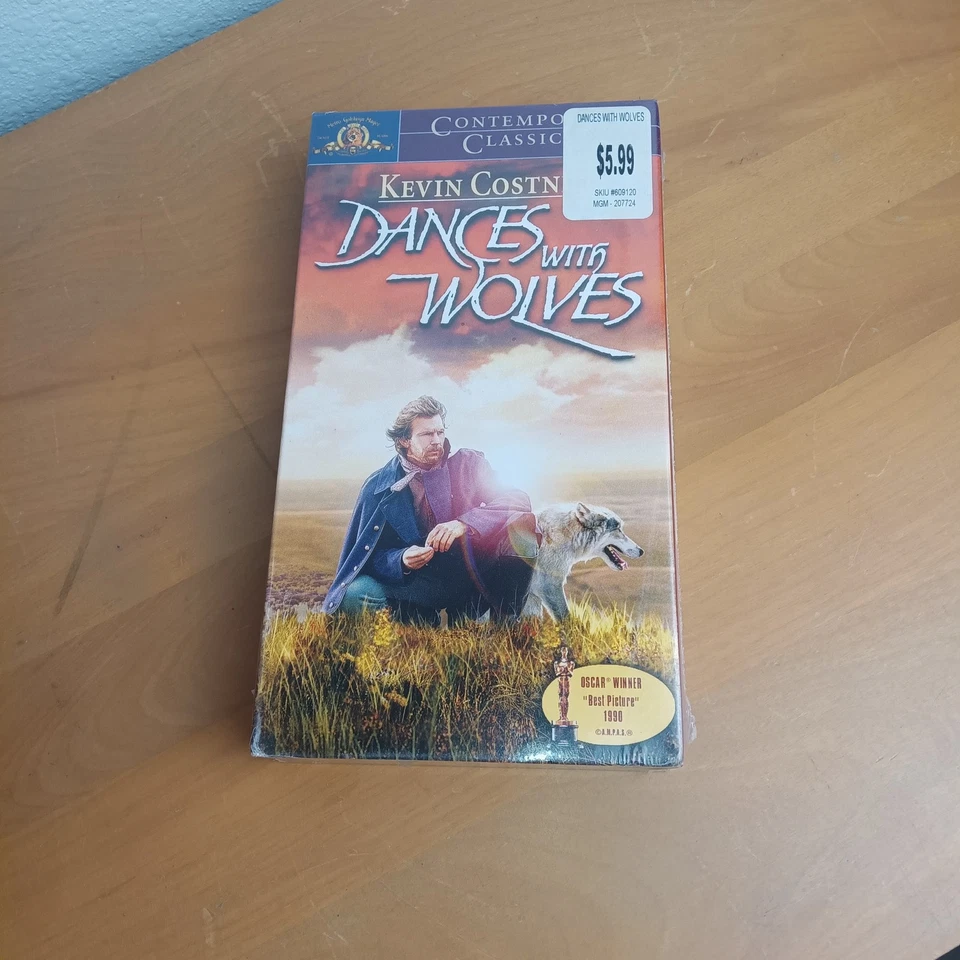 CONTEMPO
CLASSIC
DANCES WITH WOLVES
$5.99
SKU #609120
MGM - 207724
KEVIN COSTN
DANCES
WITH
WOLVES
OSCAR® WINNER
"Best Picture"
1990
©A.M.P.A.S.®